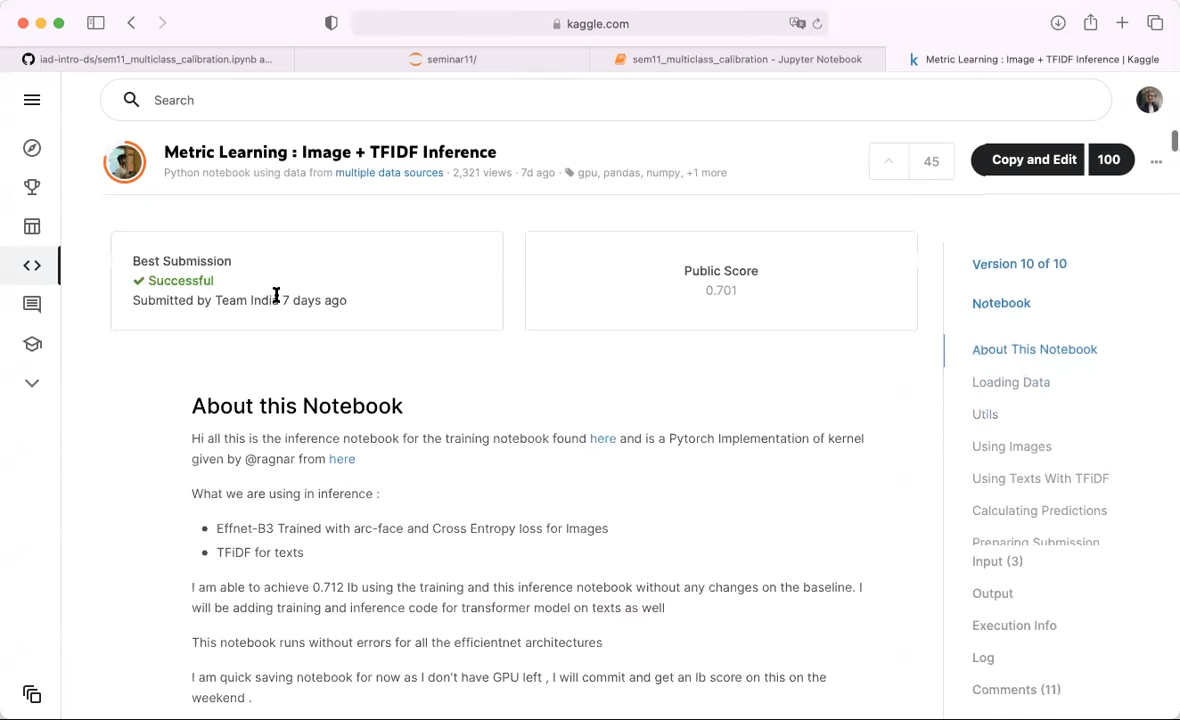 kaggle.com
iad-intro-ds/sem11_multiclass_calibration.ipynb a...
seminar11/
sem11_multiclass_calibration - Jupyter Notebook
Metric Learning : Image + TFIDF Inference | Kaggle
Search
Metric Learning : Image + TFIDF Inference
Python notebook using data from multiple data sources · 2,321 views · 7d ago · gpu, pandas, numpy, +1 more
45
Copy and Edit
100
Best Submission
Successful
Submitted by Team India 7 days ago
Public Score
0.701
Version 10 of 10
Notebook
About This Notebook
Loading Data
Utils
Using Images
Using Texts With TFiDF
Calculating Predictions
Preparing Submission
Input (3)
Output
Execution Info
Log
Comments (11)
About this Notebook
Hi all this is the inference notebook for the training notebook found here and is a Pytorch Implementation of kernel
given by @ragnar from here
What we are using in inference :
Effnet-B3 Trained with arc-face and Cross Entropy loss for Images
TFiDF for texts
I am able to achieve 0.712 lb using the training and this inference notebook without any changes on the baseline. I
will be adding training and inference code for transformer model on texts as well
This notebook runs without errors for all the efficientnet architectures
I am quick saving notebook for now as I don't have GPU left , I will commit and get an lb score on this on the
weekend .